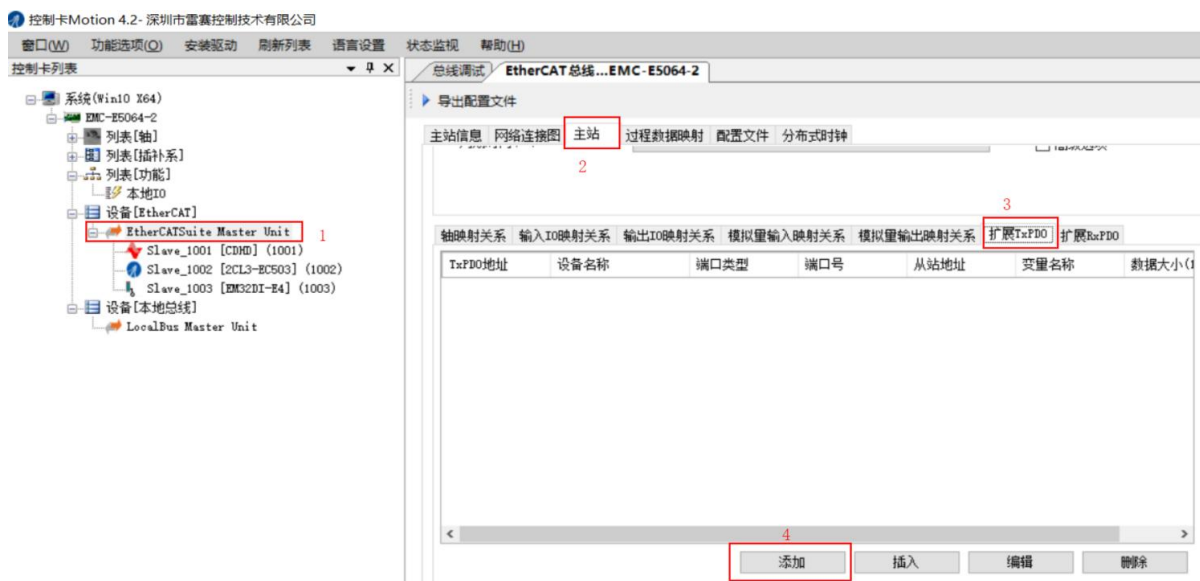 控制卡Motion 4.2- 深圳市雷赛控制技术有限公司
窗口(W) 功能选项(O) 安装驱动 刷新列表 语言设置 状态监视 帮助(H)
控制卡列表
总线调试 EtherCAT总线...EMC-E5064-2
导出配置文件
系统(Win10 X64)
EMC-E5064-2
列表[轴]
列表[插补系]
列表[功能]
本地IO
设备[EtherCAT]
EtherCATSuite Master Unit 1
Slave_1001 [CDHD] (1001)
Slave_1002 [2CL3-EC503] (1002)
Slave_1003 [EM32DI-E4] (1003)
设备[本地总线]
LocalBus Master Unit
主站信息 网络连接图 主站 过程数据映射 配置文件 分布式时钟
2
3
轴映射关系 输入IO映射关系 输出IO映射关系 模拟量输入映射关系 模拟量输出映射关系 扩展TxPDO 扩展RxPDO
TxPDO地址 设备名称 端口类型 端口号 从站地址 变量名称 数据大小(
4
添加 插入 编辑 删除